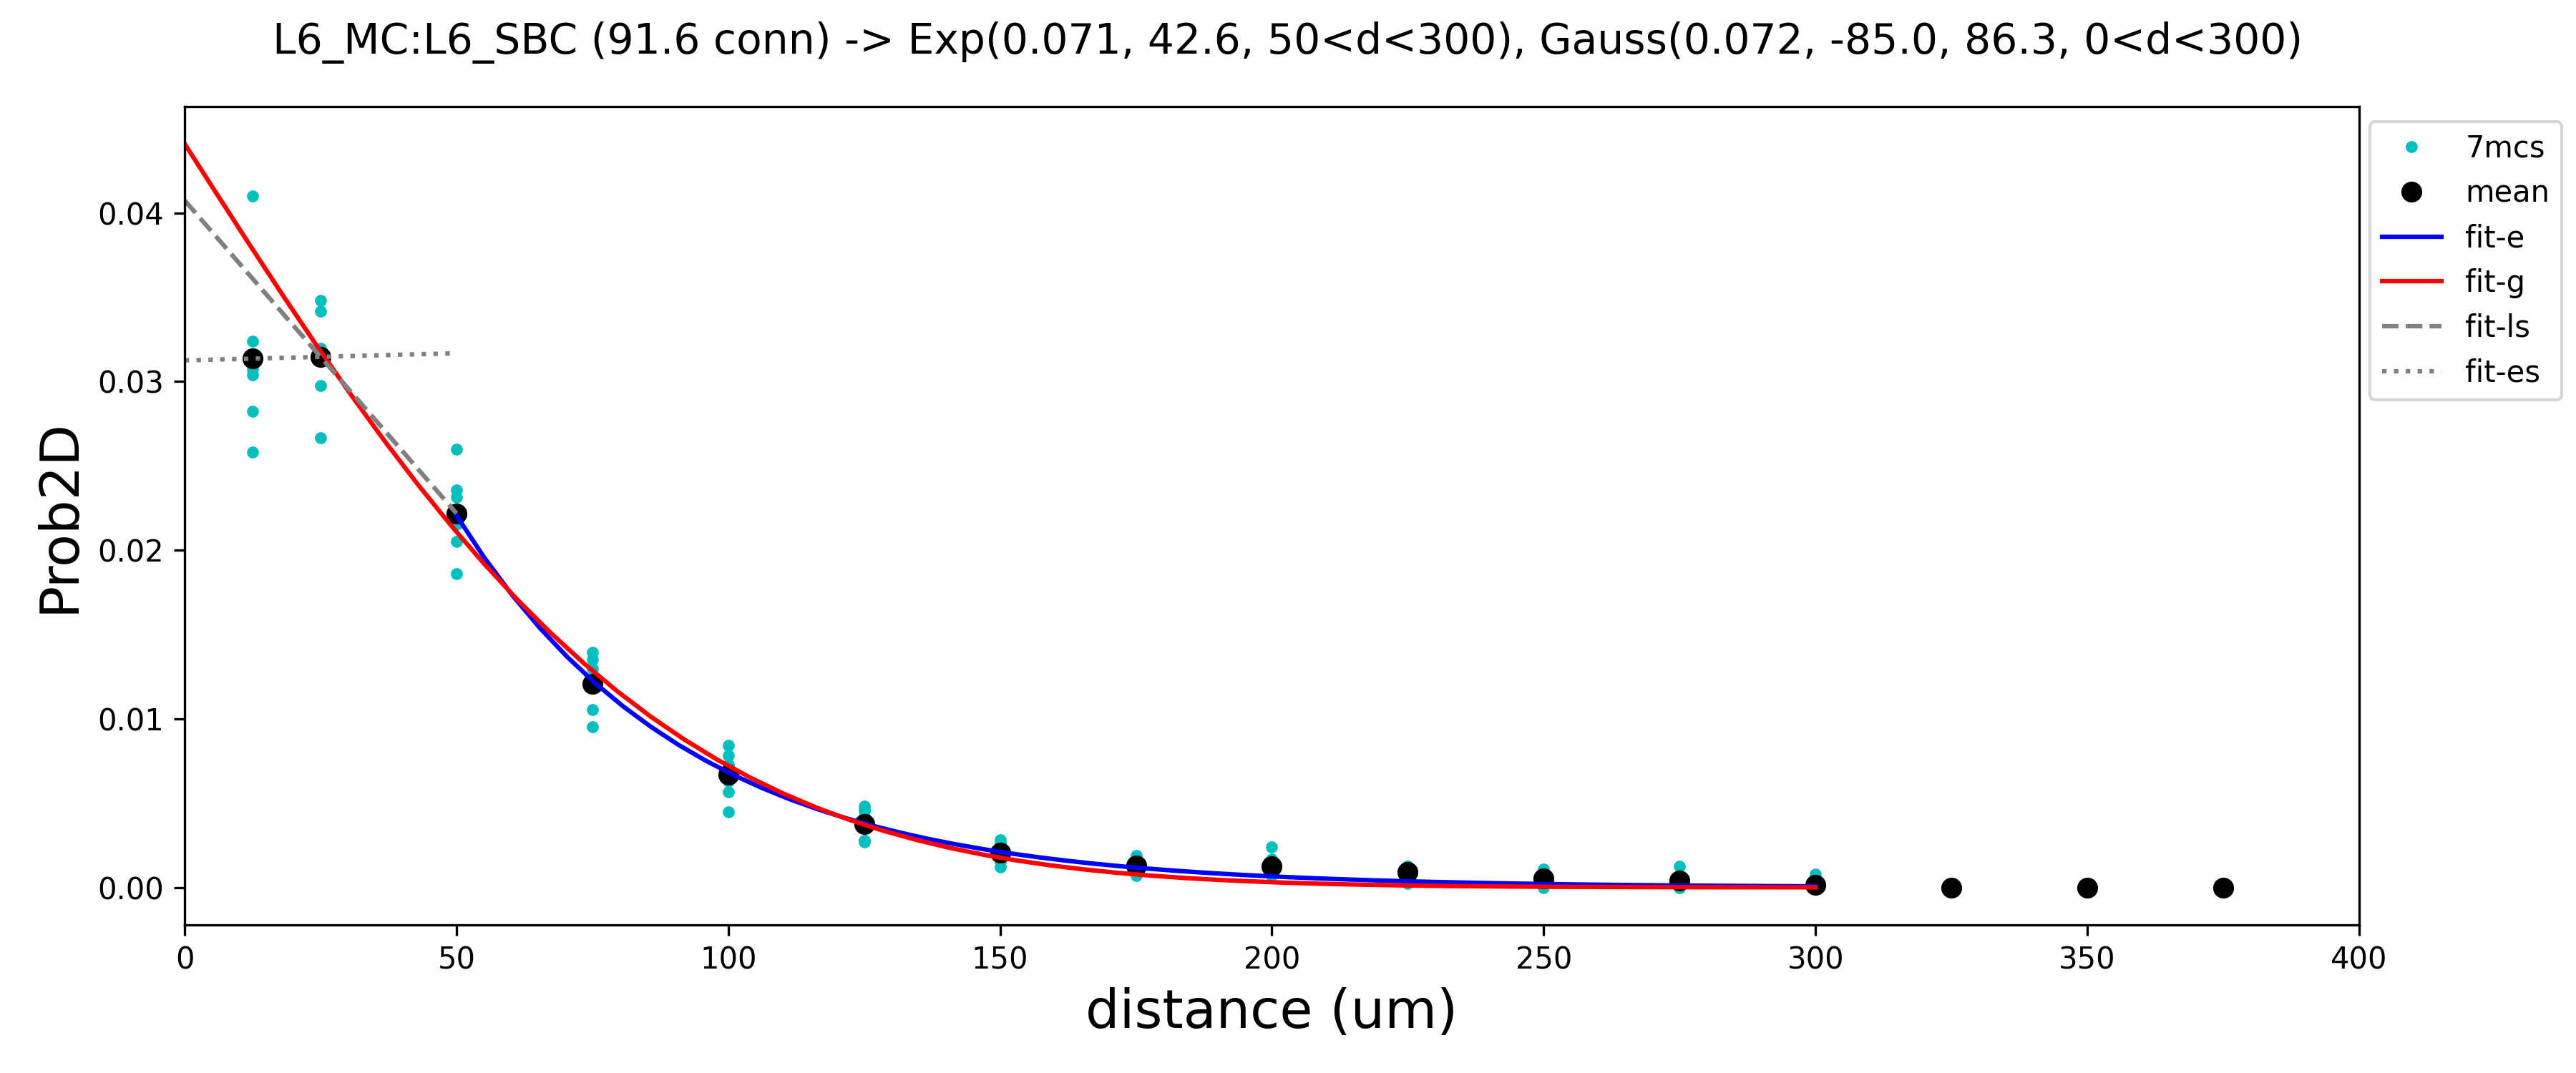 L6_MC:L6_SBC (91.6 conn) -> Exp(0.071, 42.6, 50<d<300), Gauss(0.072, -85.0, 86.3, 0<d<300)
7mcs
mean
fit-e
fit-g
fit-ls
fit-es
Prob2D
0.04
0.03
0.02
0.01
0.00
0 50 100 150 200 250 300 350 400
distance (um)